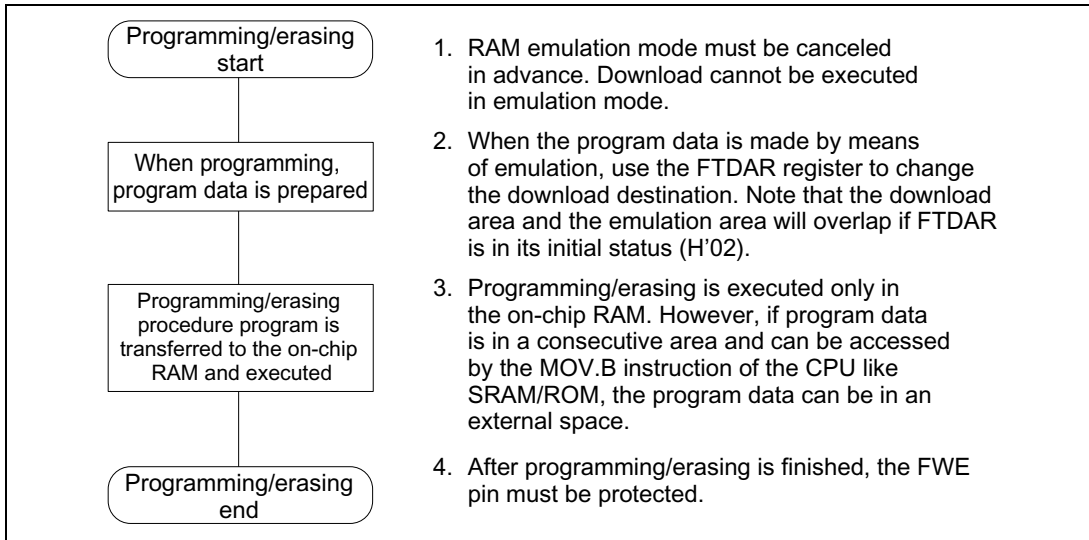 Programming/erasing
start
When programming,
program data is prepared
Programming/erasing
procedure program is
transferred to the on-chip
RAM and executed
Programming/erasing
end
1. RAM emulation mode must be canceled
in advance. Download cannot be executed
in emulation mode.
2. When the program data is made by means
of emulation, use the FTDAR register to change
the download destination. Note that the download
area and the emulation area will overlap if FTDAR
is in its initial status (H'02).
3. Programming/erasing is executed only in
the on-chip RAM. However, if program data
is in a consecutive area and can be accessed
by the MOV.B instruction of the CPU like
SRAM/ROM, the program data can be in an
external space.
4. After programming/erasing is finished, the FWE
pin must be protected.